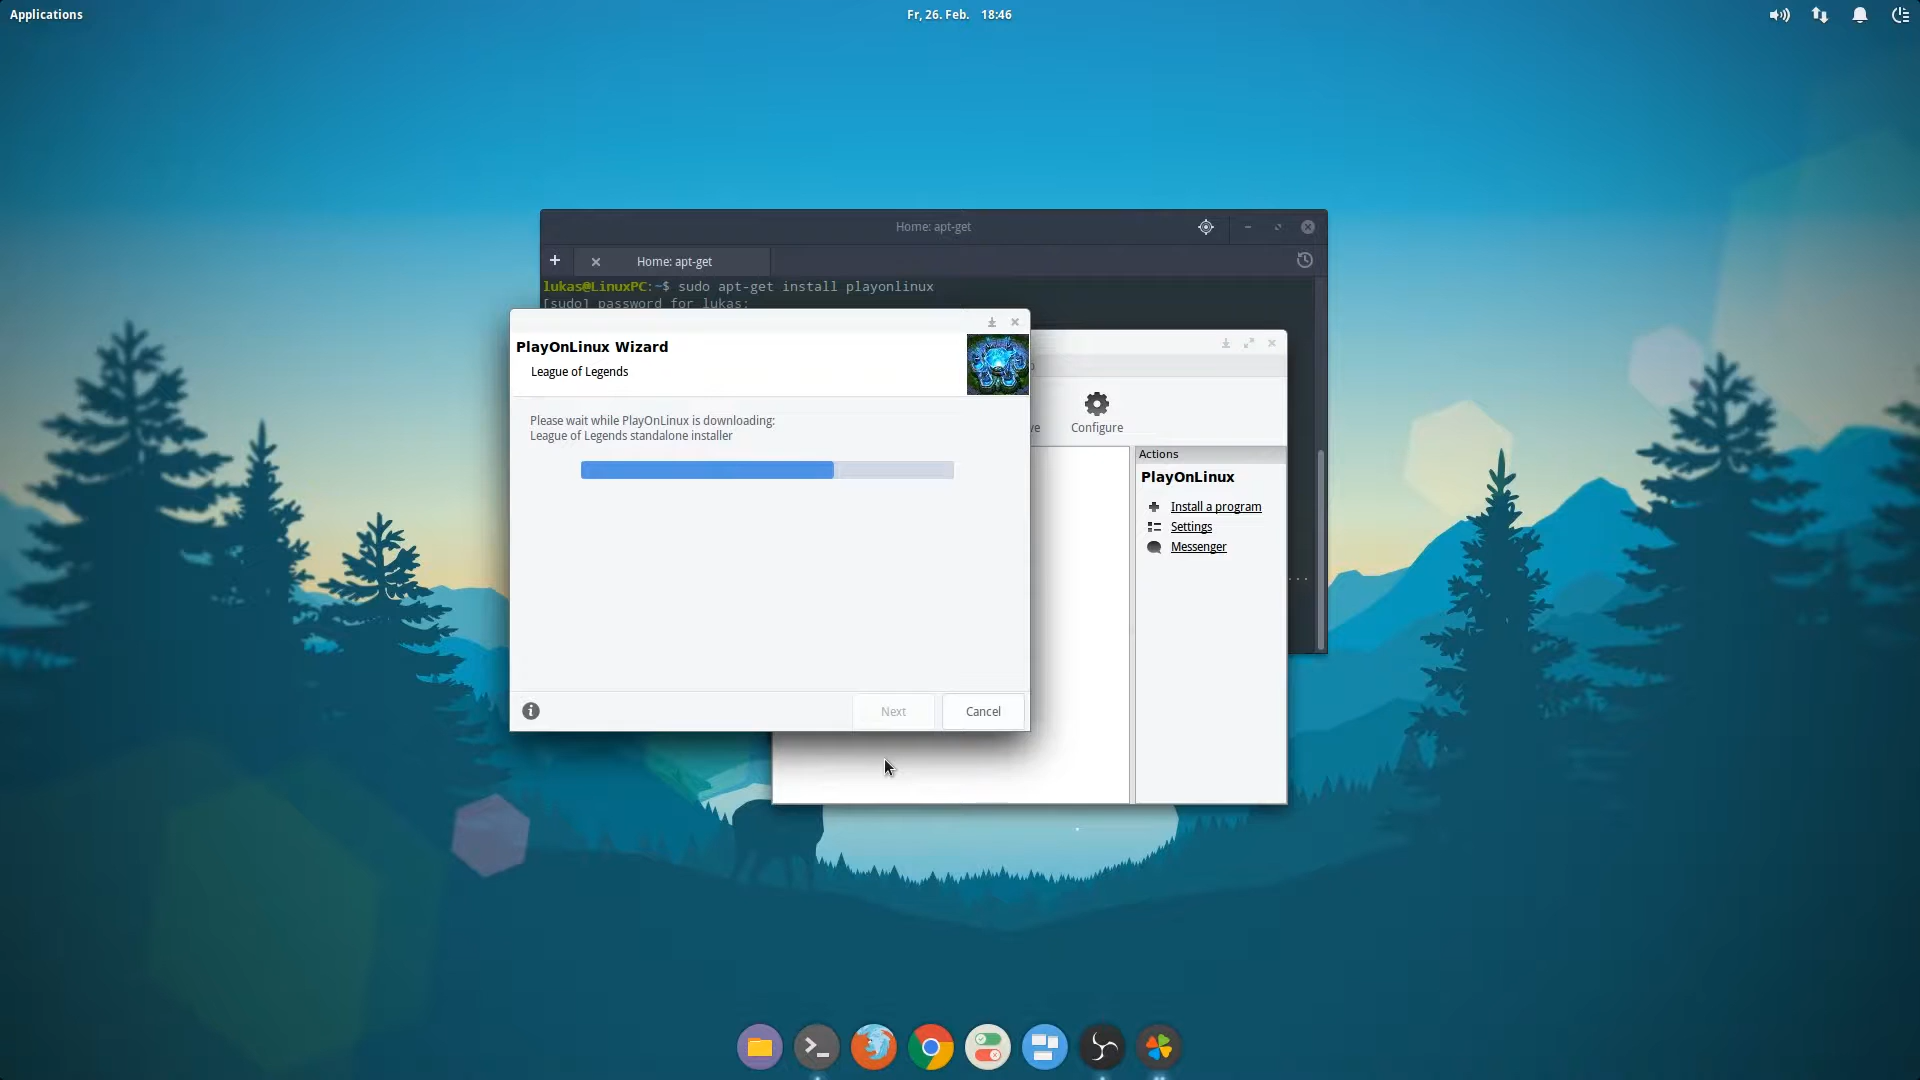 Applications
Fr, 26. Feb. 18:46
Home: apt-get
Home: apt-get
lukas@LinuxPC:~$ sudo apt-get install playonlinux
[sudo] password for lukas:
PlayOnLinux Wizard
League of Legends
Please wait while PlayOnLinux is downloading:
League of Legends standalone installer
Next
Cancel
Configure
Actions
PlayOnLinux
Install a program
Settings
Messenger
...